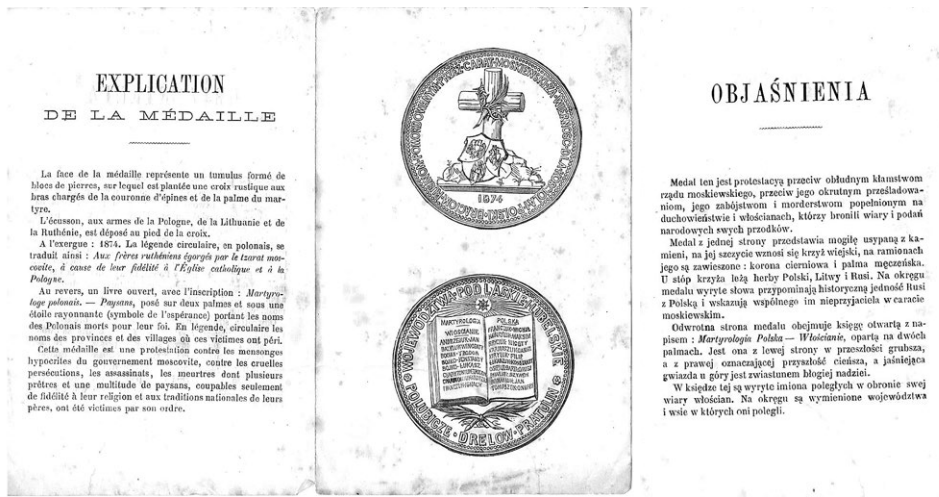 EXPLICATION
DE LA MÉDAILLE
La face de la médaille représente un tumulus formé de
blocs de pierres, sur lequel est plantée une croix rustique aux
bras chargés de la couronne d'épines et de la palme du mar-
tyre.
L'écusson, aux armes de la Pologne, de la Lithuanie et de
la Ruthénie, est déposé au pied de la croix.
A l'exergue : 1874. La légende circulaire, en polonais, se
traduit ainsi : Aux frères ruthéniens égorgés par le tzarat mos-
covite, à cause de leur fidélité à l'Église catholique et à la
Pologne.
Au revers, un livre ouvert, avec l'inscription : Martyro-
loge polonais. — Paysans, posé sur deux palmes et sous une
étoile rayonnante (symbole de l'espérance) portant les noms
des Polonais morts pour leur foi. En légende, circulaire les
noms des provinces et des villages où ces victimes ont péri.
Cette médaille est une protestation contre les mensonges
hypocrites du gouvernement moscovite, contre les cruelles
persécutions, les assassinats, les meurtres dont plusieurs
prêtres et une multitude de paysans, coupables seulement
de fidélité à leur religion et aux traditions nationales de leurs
pères, ont été victimes par son ordre.
1874
WOJEWÓDZTWA PODLASKIE LUBELSKIE
MARTYROLOGIA POLSKA
WŁOŚCIANIE
POŁUBICZE · DRELOW · PRATULIN
OBJAŚNIENIA
Medal ten jest protestacyą przeciw obłudnym kłamstwom
rządu moskiewskiego, przeciw jego okrutnym prześladowa-
niom, jego zabójstwom i morderstwom popełnionym na
duchowieństwie i włościanach, którzy bronili wiary i podań
narodowych swych przodków.
Medal z jednej strony przedstawia mogiłę usypaną z ka-
mieni, na jej szczycie wznosi się krzyż wiejski, na ramionach
jego są zawieszone : korona cierniowa i palma męczeńska.
U stóp krzyża leżą herby Polski, Litwy i Rusi. Na okręgu
medalu wyryte słowa przypominają historyczną jedność Rusi
z Polską i wskazują wspólnego im nieprzyjaciela w caracie
moskiewskim.
Odwrotna strona medalu obejmuje księgę otwartą z na-
pisem : Martyrologia Polska — Włościanie, opartą na dwóch
palmach. Jest ona z lewej strony w przeszłości grubsza,
a z prawej oznaczającej przyszłość cieńsza, a jaśniejąca
gwiazda u góry jest zwiastunem błogiej nadziei.
W księdze tej są wyryte imiona poległych w obronie swej
wiary włościan. Na okręgu są wymienione województwa
i wsie w których oni polegli.